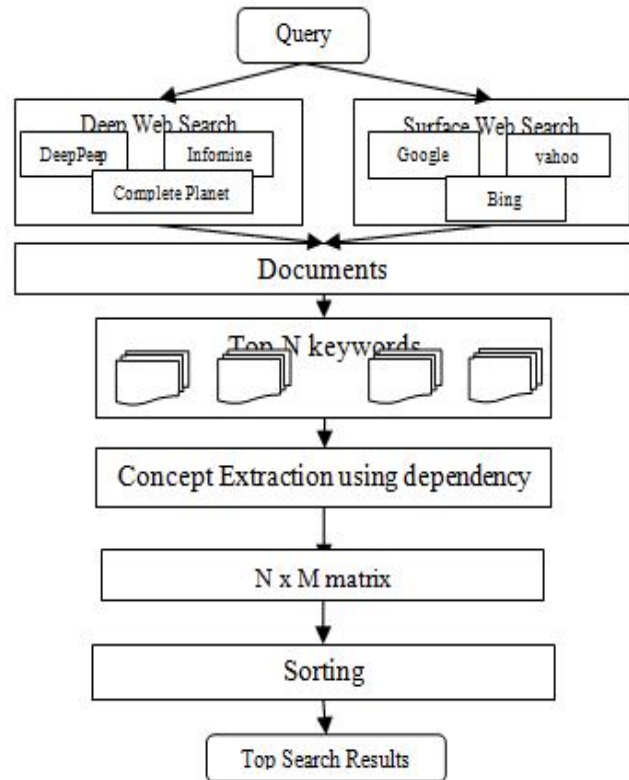 Query
Deep Web Search
DeepPeep
Infomine
Complete Planet
Surface Web Search
Google
yahoo
Bing
Documents
Top N keywords
Concept Extraction using dependency
N x M matrix
Sorting
Top Search Results